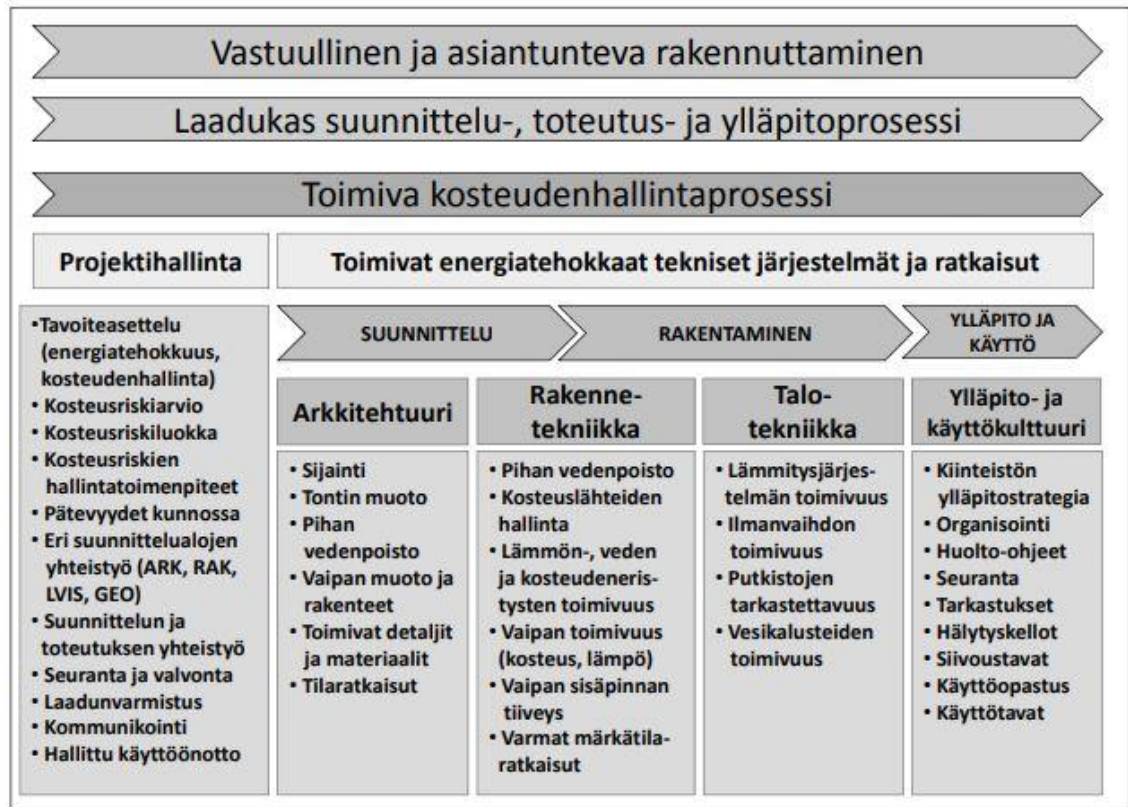 Vastuullinen ja asiantunteva rakennuttaminen
Laadukas suunnittelu-, toteutus- ja ylläpitoprosessi
Toimiva kosteudenhallintaprosessi
Projektihallinta
Toimivat energiatehokkaat tekniset järjestelmät ja ratkaisut
•Tavoiteasettelu
(energiatehokkuus,
kosteudenhallinta)
• Kosteusriskiarvio
• Kosteusriskiluokka
• Kosteusriskien
hallintatoimenpiteet
• Pätevyydet kunnossa
• Eri suunnittelualojen
yhteistyö (ARK, RAK,
LVIS, GEO)
• Suunnittelun ja
toteutuksen yhteistyö
• Seuranta ja valvonta
• Laadunvarmistus
• Kommunikointi
• Hallittu käyttöönotto
SUUNNITTELU
RAKENTAMINEN
YLLÄPITO JA
KÄYTTÖ
Arkkitehtuuri
• Sijainti
• Tontin muoto
• Pihan
vedenpoisto
• Vaipan muoto ja
rakenteet
• Toimivat detaljit
ja materiaalit
• Tilaratkaisut
Rakenne-
tekniikka
• Pihan vedenpoisto
• Kosteuslähteiden
hallinta
• Lämmön-, veden
ja kosteudeneris-
tysten toimivuus
• Vaipan toimivuus
(kosteus, lämpö)
• Vaipan sisäpinnan
tiiveys
• Varmat märkätila-
ratkaisut
Talo-
tekniikka
• Lämmitysjärjes-
telmän toimivuus
• Ilmanvaihdon
toimivuus
• Putkistojen
tarkastettavuus
• Vesikalusteiden
toimivuus
Ylläpito- ja
käyttökulttuuri
• Kiinteistön
ylläpitostrategia
• Organisointi
• Huolto-ohjeet
• Seuranta
• Tarkastukset
• Hälytyskellot
• Siivoustavat
• Käyttöopastus
• Käyttötavat